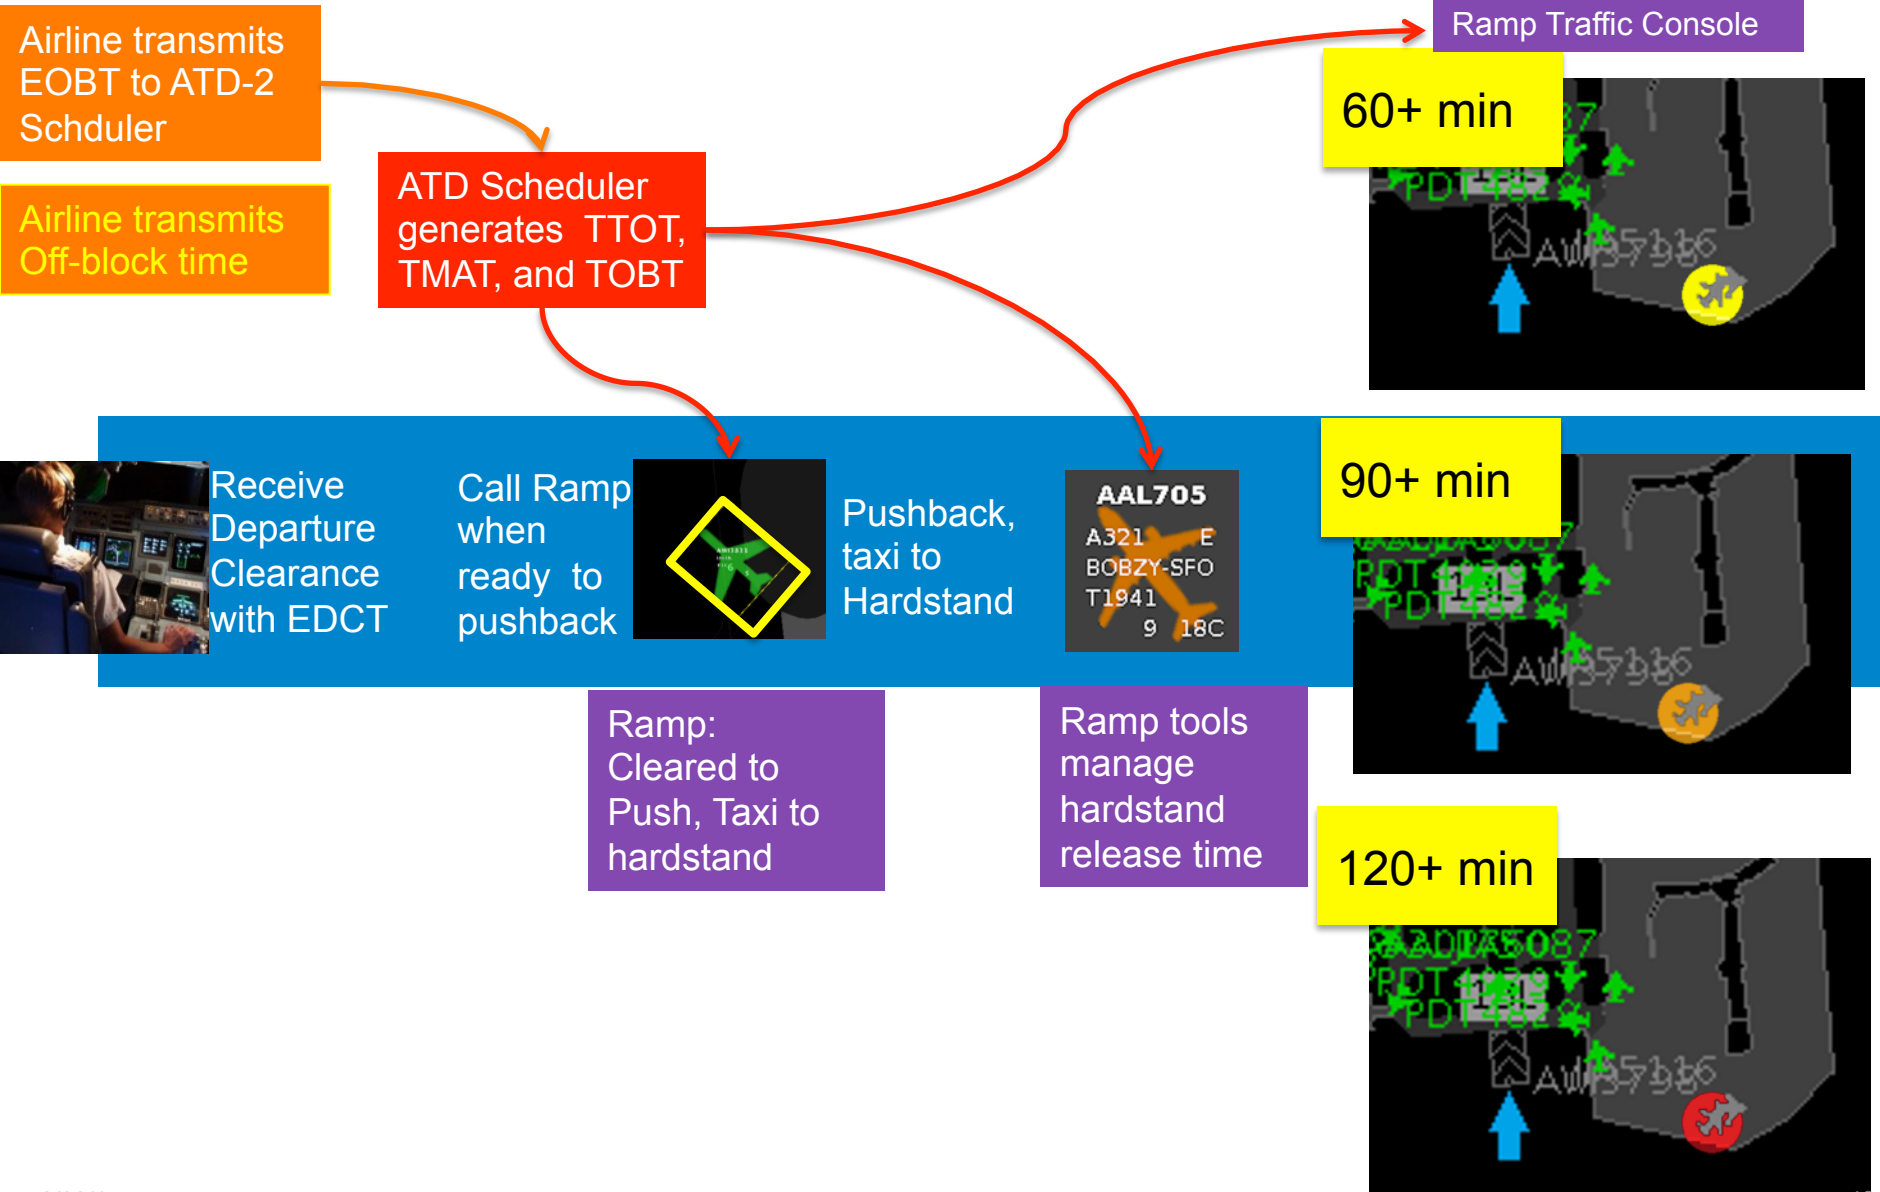 Airline transmits
EOBT to ATD-2
Schduler
Airline transmits
Off-block time
ATD Scheduler
generates TTOT,
TMAT, and TOBT
Ramp Traffic Console
60+ min
PDT482
Receive
Departure
Clearance
with EDCT
Call Ramp
when
ready to
pushback
Pushback,
taxi to
Hardstand
AAL705
A321 E
BOBZY-SFO
T1941
9 18C
90+ min
Ramp:
Cleared to
Push, Taxi to
hardstand
Ramp tools
manage
hardstand
release time
120+ min